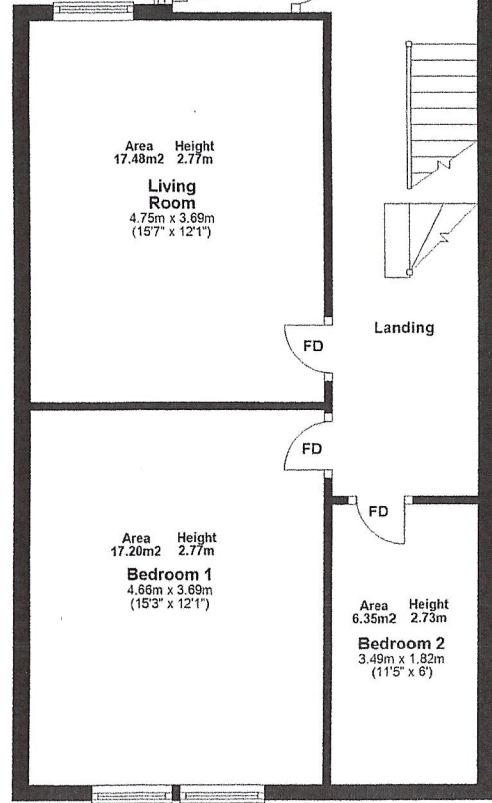 Area Height
17.48m2 2.77m
Living
Room
4.75m x 3.69m
(15'7" x 12'1")
FD
Landing
FD
FD
Area Height
17.20m2 2.77m
Bedroom 1
4.66m x 3.69m
(15'3" x 12'1")
Area Height
6.35m2 2.73m
Bedroom 2
3.49m x 1.82m
(11'5" x 6')